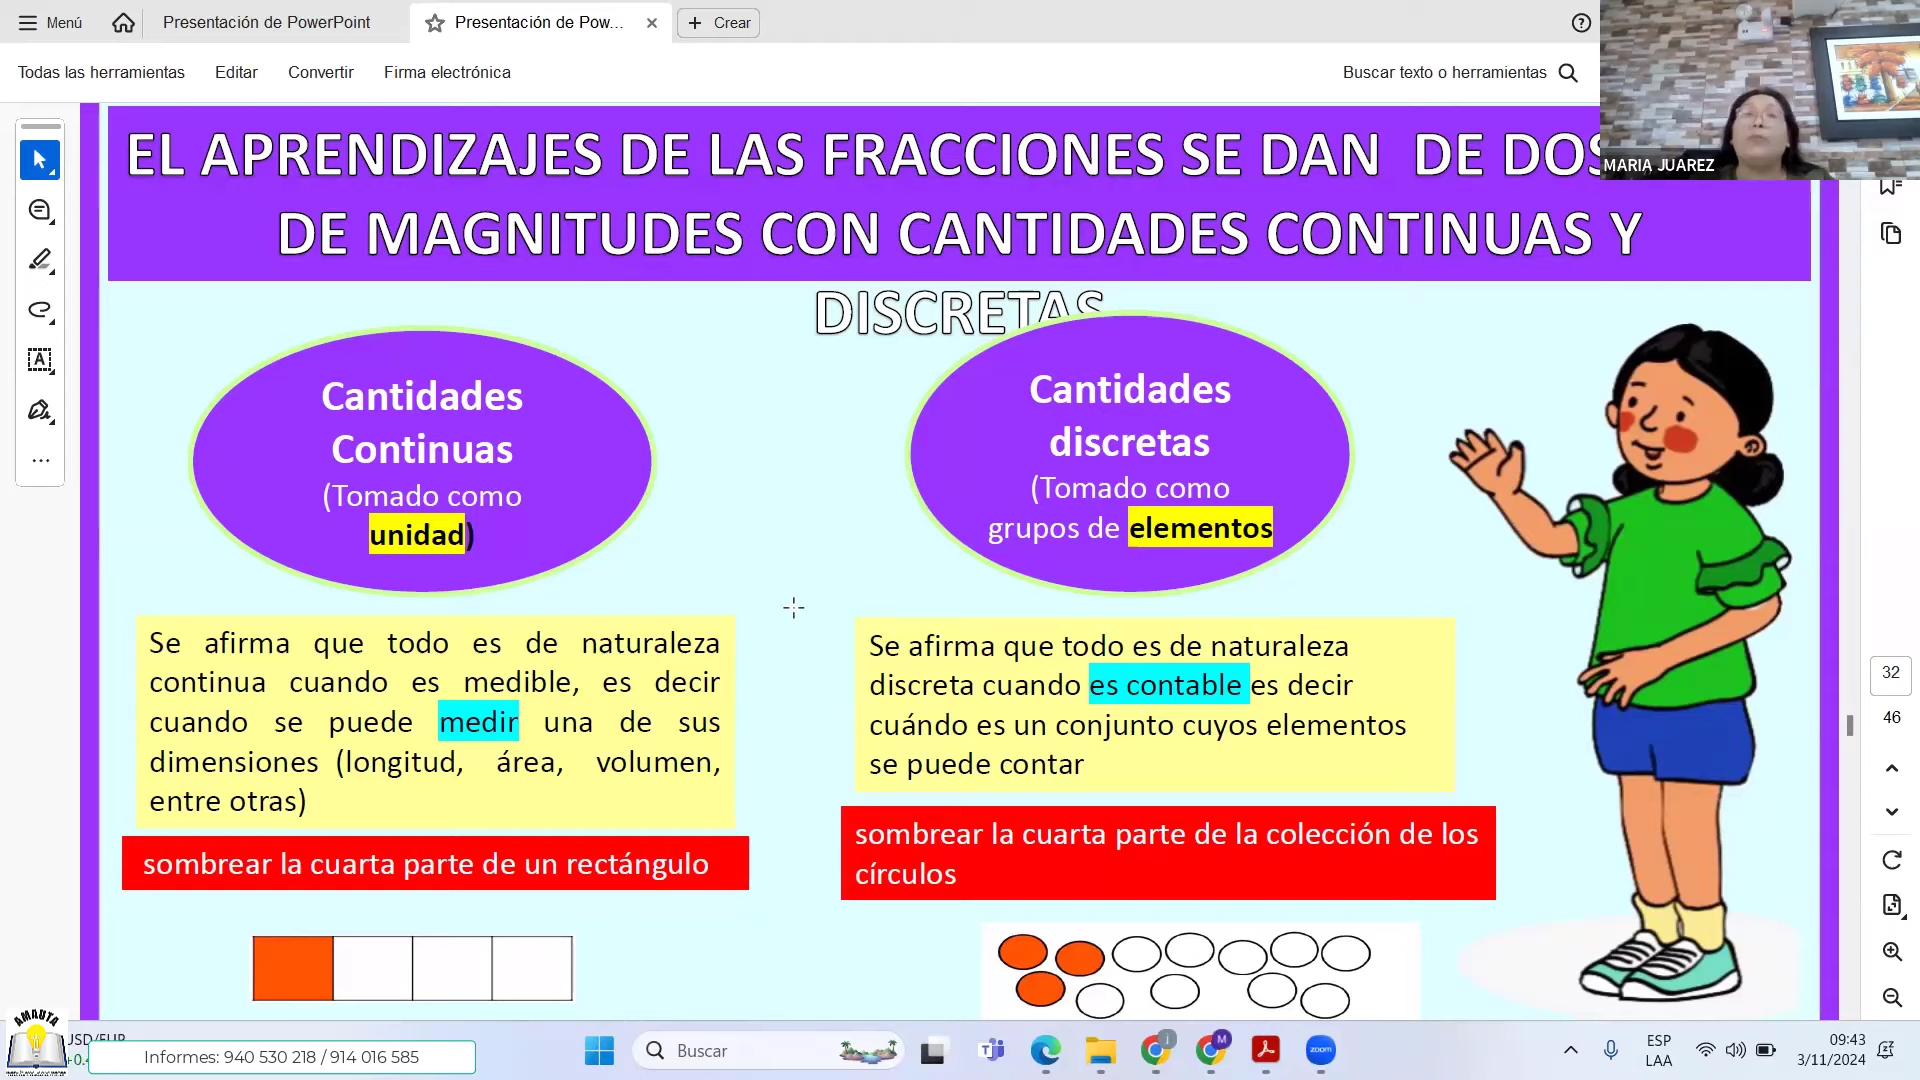 Menú
Presentación de PowerPoint
Presentación de Pow...
Crear
Todas las herramientas
Editar
Convertir
Firma electrónica
Buscar texto o herramientas
MARIA JUAREZ
EL APRENDIZAJES DE LAS FRACCIONES SE DAN DE DOS
DE MAGNITUDES CON CANTIDADES CONTINUAS Y
DISCRETAS
Cantidades
Continuas
(Tomado como
unidad)
Cantidades
discretas
(Tomado como
grupos de elementos
Se afirma que todo es de naturaleza
continua cuando es medible, es decir
cuando se puede medir una de sus
dimensiones (longitud, área, volumen,
entre otras)
Se afirma que todo es de naturaleza
discreta cuando es contable es decir
cuándo es un conjunto cuyos elementos
se puede contar
sombrear la cuarta parte de un rectángulo
sombrear la cuarta parte de la colección de los
círculos
32
46
AMAUTA
USD/EUR
Informes: 940 530 218 / 914 016 585
Buscar
zoom
ESP
LAA
09:43
3/11/2024